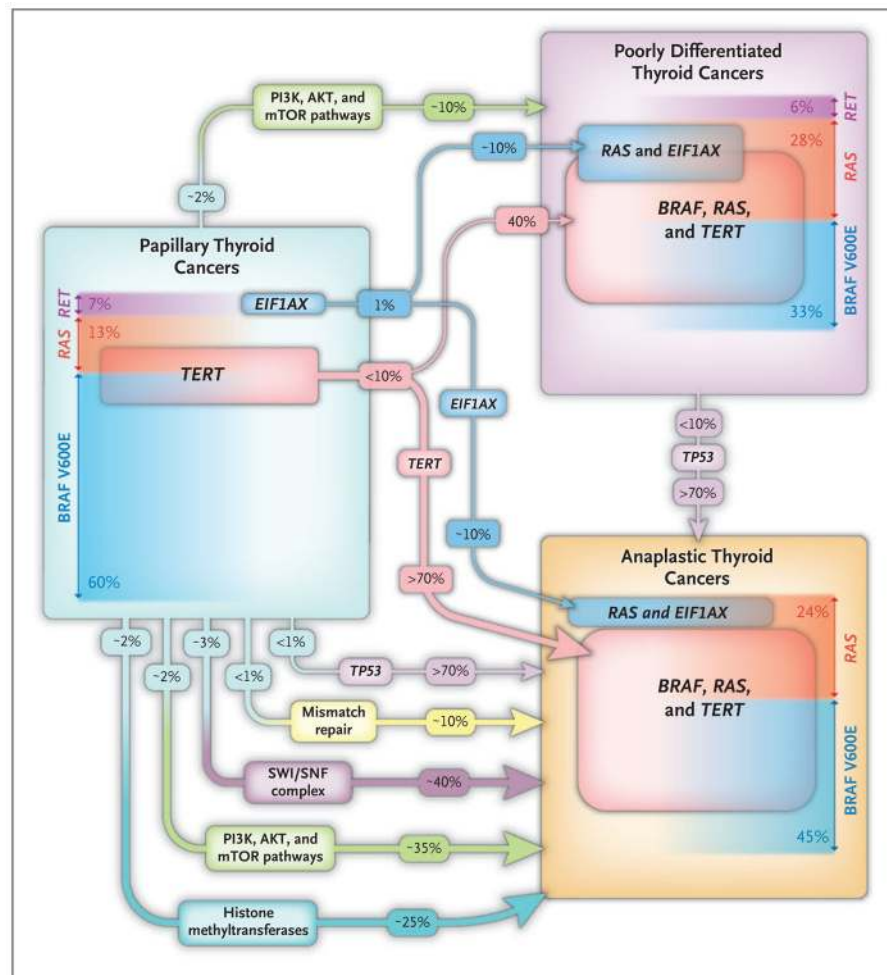 Poorly Differentiated
Thyroid Cancers
6%
RET
28%
RAS
RAS and EIF1AX
BRAF, RAS,
and TERT
33%
BRAF V600E
PI3K, AKT, and
mTOR pathways
~10%
~2%
~10%
40%
Papillary Thyroid
Cancers
7%
RET
13%
RAS
EIF1AX
1%
TERT
<10%
60%
BRAF V600E
EIF1AX
~10%
TERT
>70%
<10%
TP53
>70%
Anaplastic Thyroid
Cancers
RAS and EIF1AX
24%
RAS
BRAF, RAS,
and TERT
45%
BRAF V600E
~2%
~2%
~3%
<1%
<1%
TP53
>70%
Mismatch
repair
~10%
SWI/SNF
complex
~40%
PI3K, AKT, and
mTOR pathways
~35%
Histone
methyltransferases
~25%